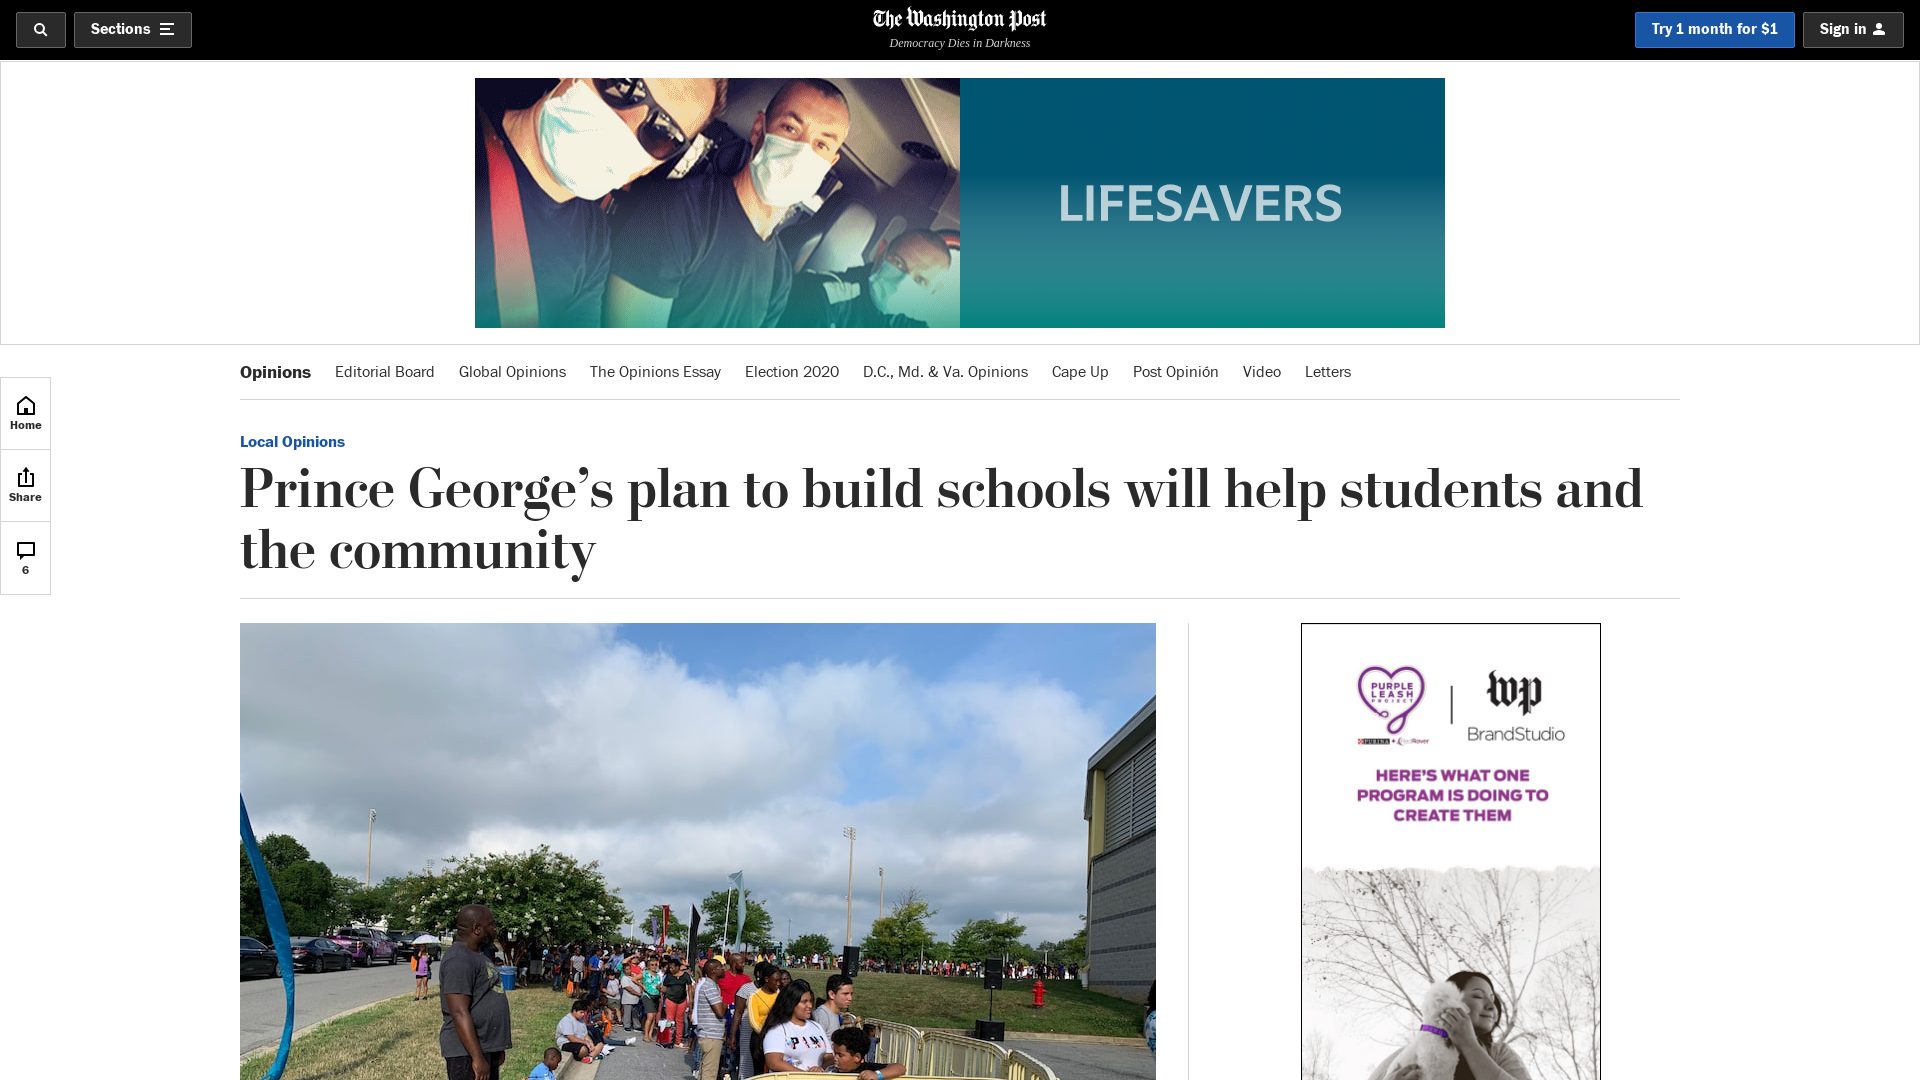 Sections
The Washington Post
Democracy Dies in Darkness
Try 1 month for $1
Sign in
LIFESAVERS
Opinions
Editorial Board
Global Opinions
The Opinions Essay
Election 2020
D.C., Md. & Va. Opinions
Cape Up
Post Opinión
Video
Letters
Home
Share
6
Local Opinions
Prince George’s plan to build schools will help students and
the community
PURPLE
LEASH
PROJECT
PURINA
RedRover
wp
BrandStudio
HERE’S WHAT ONE
PROGRAM IS DOING TO
CREATE THEM
PINK